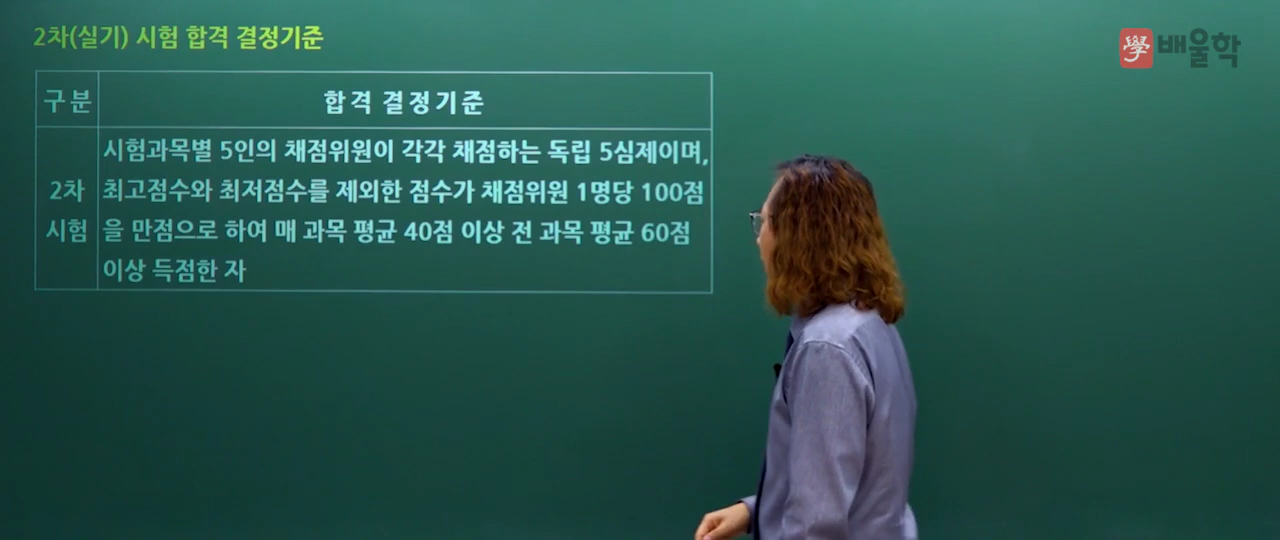 2차(실기) 시험 합격 결정기준
學 배울학
구분 합격 결정기준
2차 시험
시험과목별 5인의 채점위원이 각각 채점하는 독립 5심제이며,
최고점수와 최저점수를 제외한 점수가 채점위원 1명당 100점
을 만점으로 하여 매 과목 평균 40점 이상 전 과목 평균 60점
이상 득점한 자